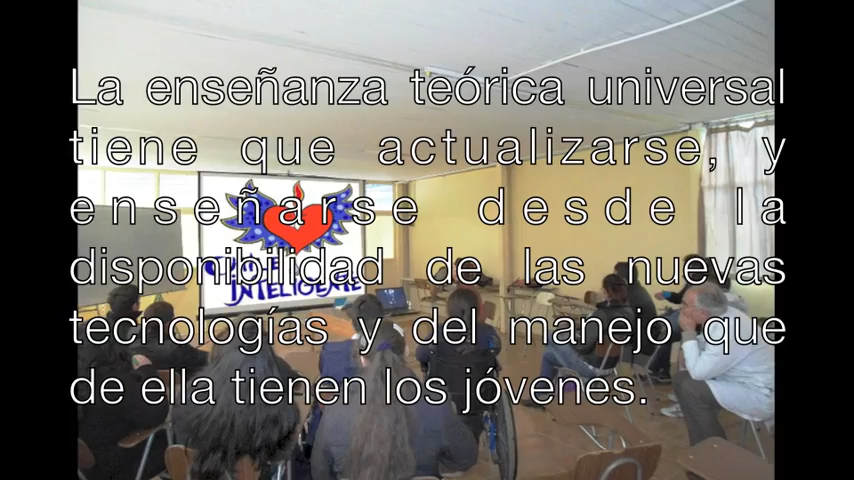 La enseñanza teórica universal
tiene que actualizarse, y
enseñarse desde la
disponibilidad de las nuevas
tecnologías y del manejo que
de ella tienen los jóvenes.
INTELIGENTE